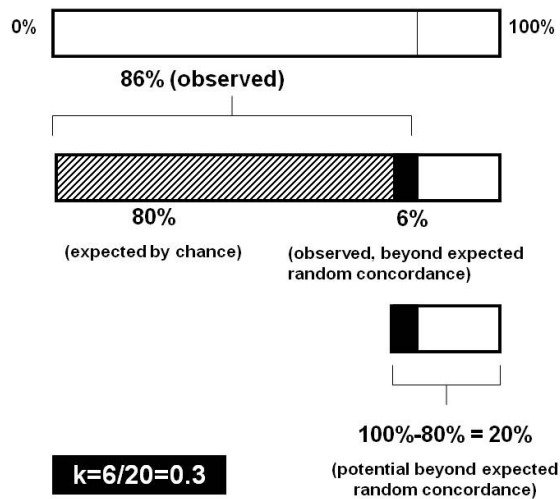 0% 100%
86% (observed)
80% 6%
(expected by chance) (observed, beyond expected
random concordance)
100%-80% = 20%
k=6/20=0.3
(potential beyond expected
random concordance)